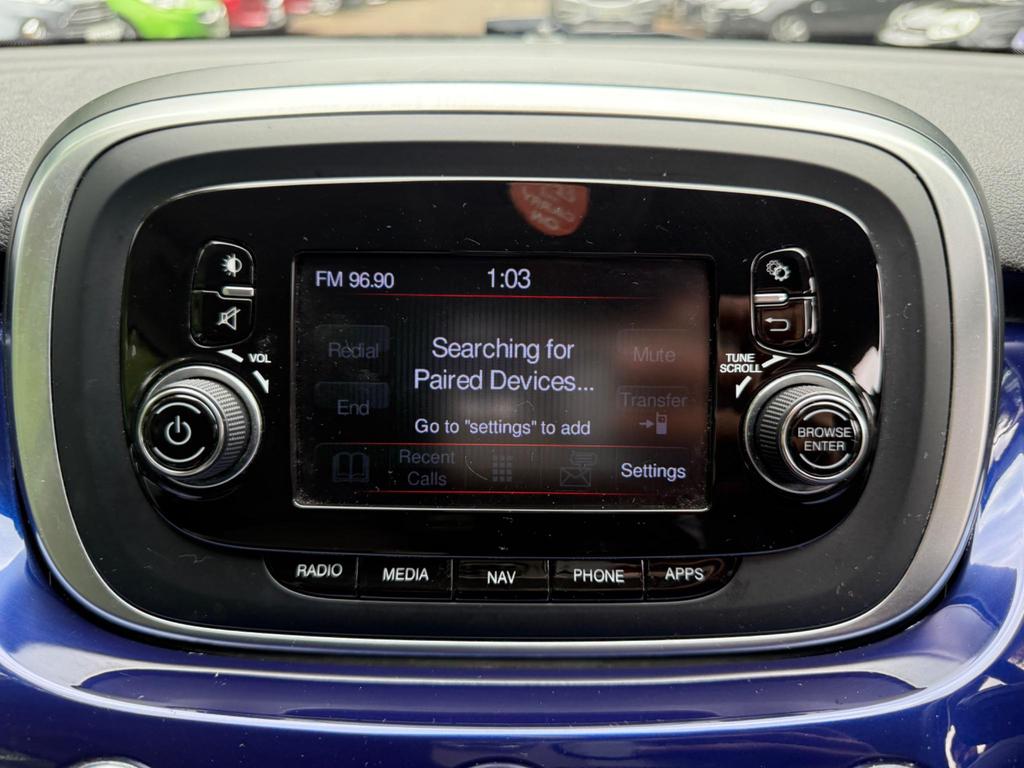 FM 96.90 1:03
VOL
TUNE
SCROLL
Redial
Searching for
Paired Devices...
Mute
End
Transfer
Go to "settings" to add
Recent
Calls
Settings
BROWSE
ENTER
RADIO MEDIA NAV PHONE APPS